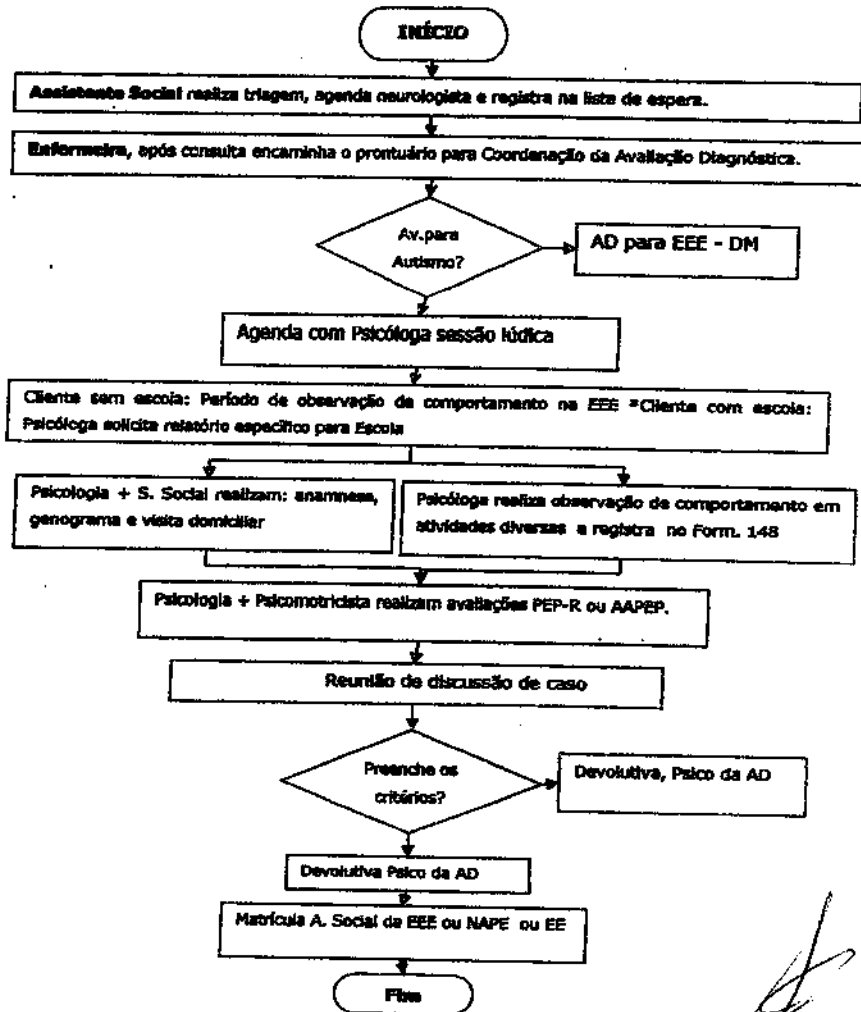 INÍCIO
Assistente Social realiza triagem, agenda neurologista e registra na lista de espera.
Enfermeira, após consulta encaminha o prontuário para Coordenação da Avaliação Diagnóstica.
Av.para
Autismo?
AD para EEE - DM
Agenda com Psicóloga sessão lúdica
Cliente sem escola: Período de observação de comportamento na EEE *Cliente com escola:
Psicóloga solicita relatório específico para Escola
Psicologia + S. Social realizam: anamnese,
genograma e visita domiciliar
Psicóloga realiza observação de comportamento em
atividades diversas e registra no Form. 148
Psicologia + Psicomotricista realizam avaliações PEP-R ou AAPEP.
Reunião de discussão de caso
Preenche os
critérios?
Devolutiva, Psico da AD
Devolutiva Psico da AD
Matrícula A. Social da EEE ou NAPE ou EE
Fim